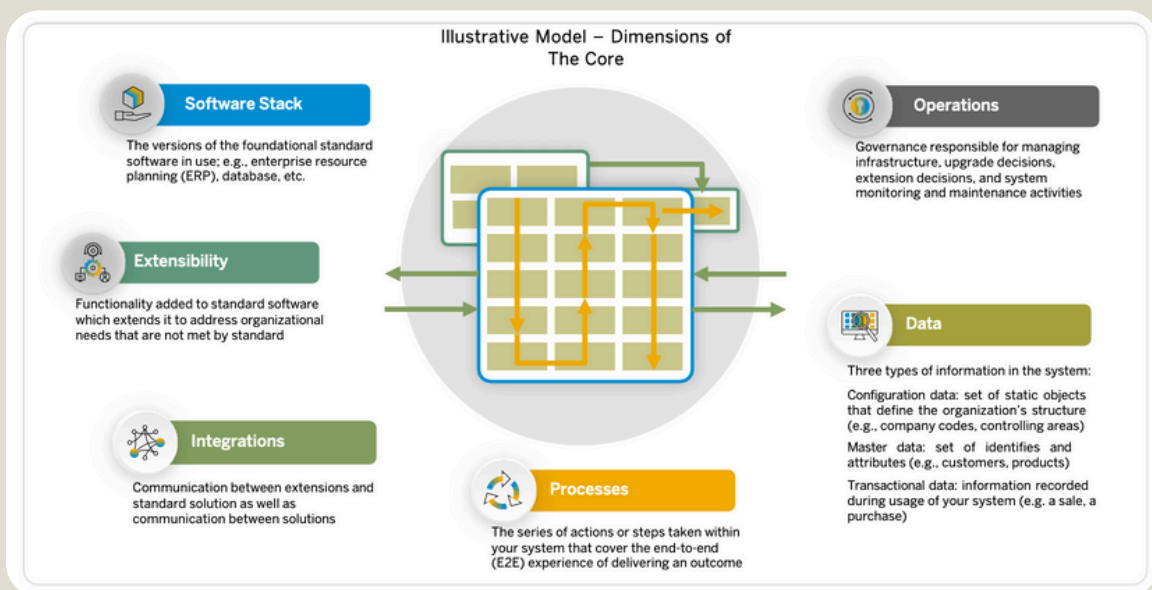 Illustrative Model – Dimensions of
The Core
Software Stack
The versions of the foundational standard
software in use; e.g., enterprise resource
planning (ERP), database, etc.
Extensibility
Functionality added to standard software
which extends it to address organizational
needs that are not met by standard
Integrations
Communication between extensions and
standard solution as well as
communication between solutions
Processes
The series of actions or steps taken within
your system that cover the end-to-end
(E2E) experience of delivering an outcome
Operations
Governance responsible for managing
infrastructure, upgrade decisions,
extension decisions, and system
monitoring and maintenance activities
Data
Three types of information in the system:
Configuration data: set of static objects
that define the organization's structure
(e.g., company codes, controlling areas)
Master data: set of identifies and
attributes (e.g., customers, products)
Transactional data: information recorded
during usage of your system (e.g. a sale, a
purchase)